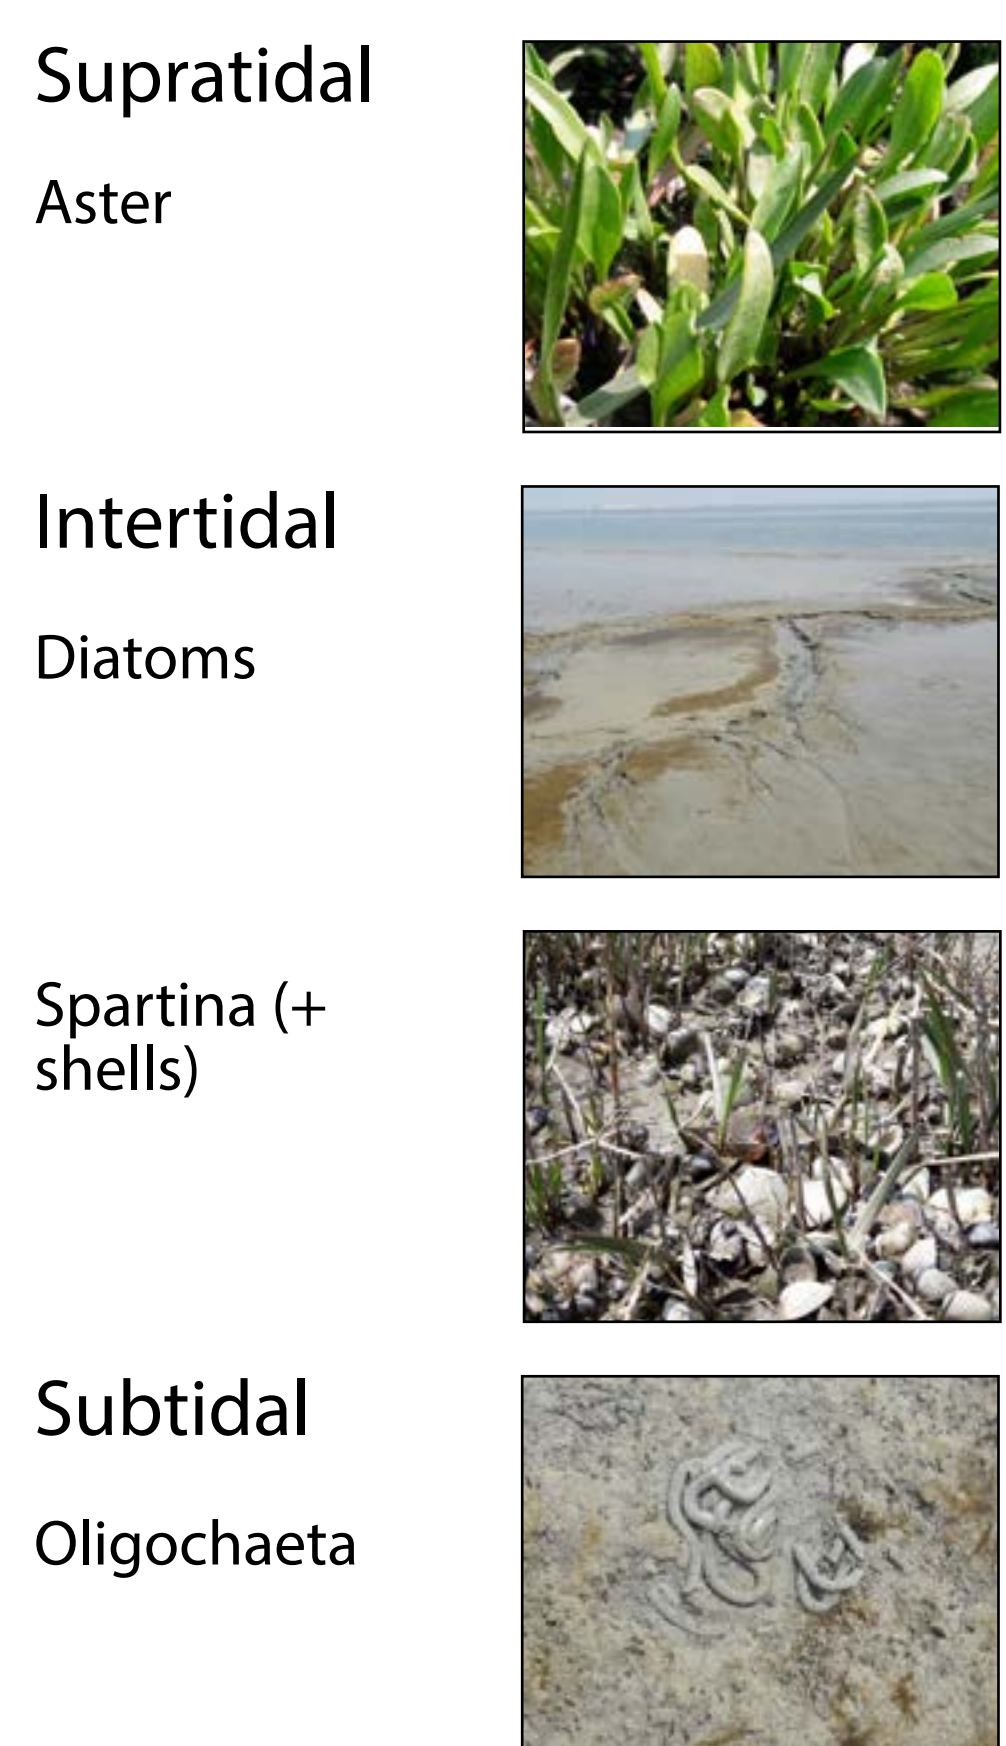 Supratidal
Aster
Intertidal
Diatoms
Spartina (+
shells)
Subtidal
Oligochaeta